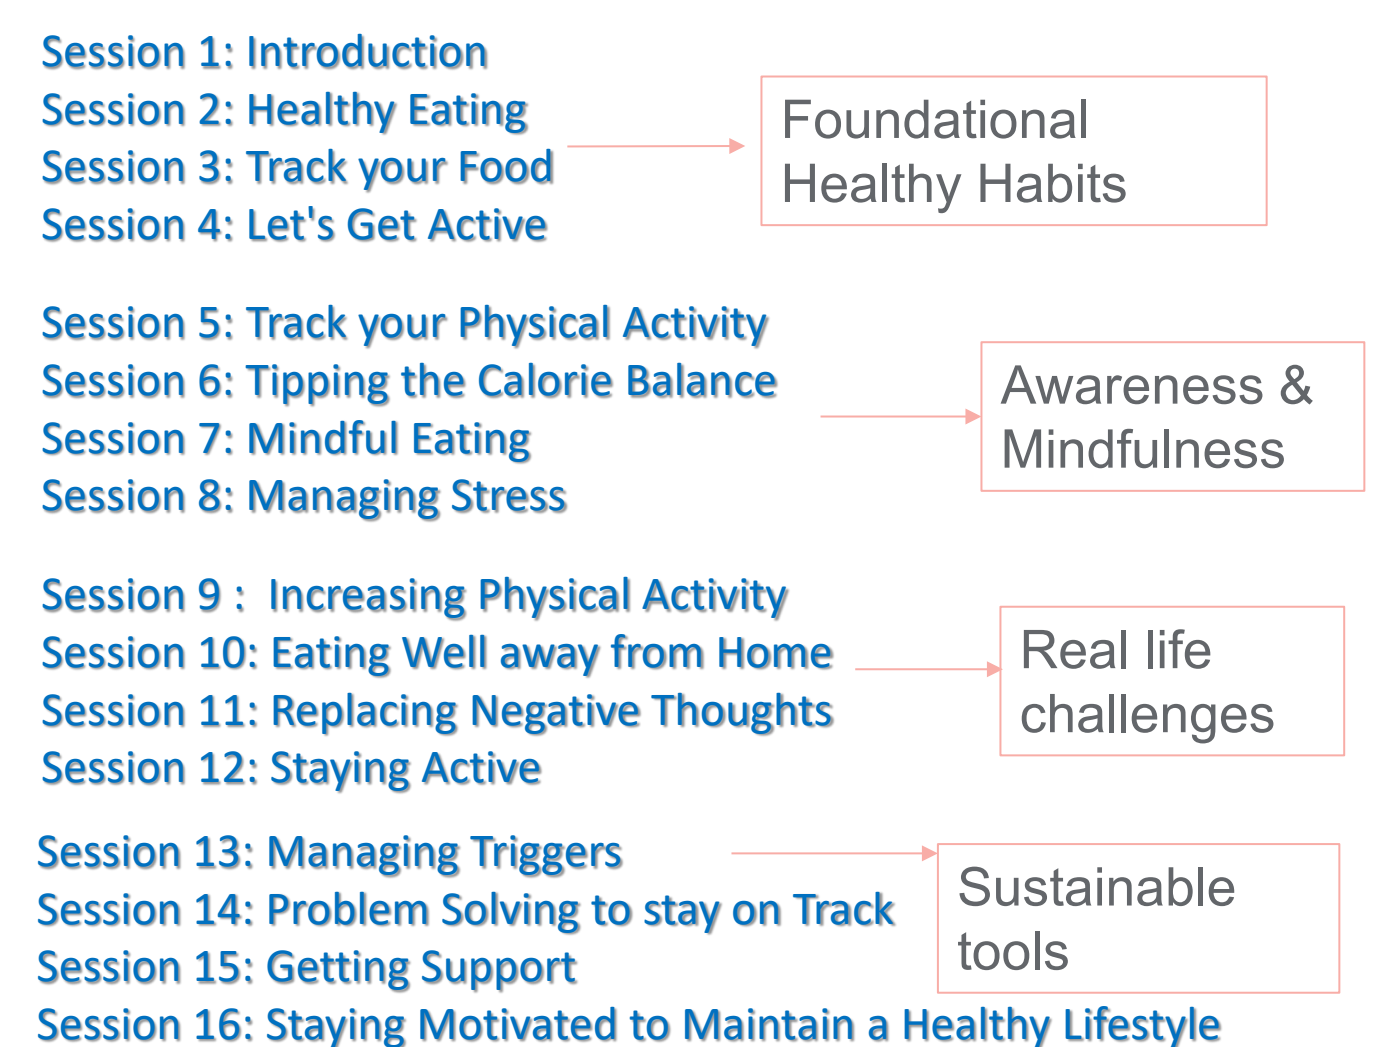 Session 1: Introduction
Session 2: Healthy Eating
Session 3: Track your Food
Session 4: Let's Get Active
Foundational
Healthy Habits
Session 5: Track your Physical Activity
Session 6: Tipping the Calorie Balance
Session 7: Mindful Eating
Session 8: Managing Stress
Awareness &
Mindfulness
Session 9 :  Increasing Physical Activity
Session 10: Eating Well away from Home
Session 11: Replacing Negative Thoughts
Session 12: Staying Active
Real life
challenges
Session 13: Managing Triggers
Session 14: Problem Solving to stay on Track
Session 15: Getting Support
Session 16: Staying Motivated to Maintain a Healthy Lifestyle
Sustainable
tools